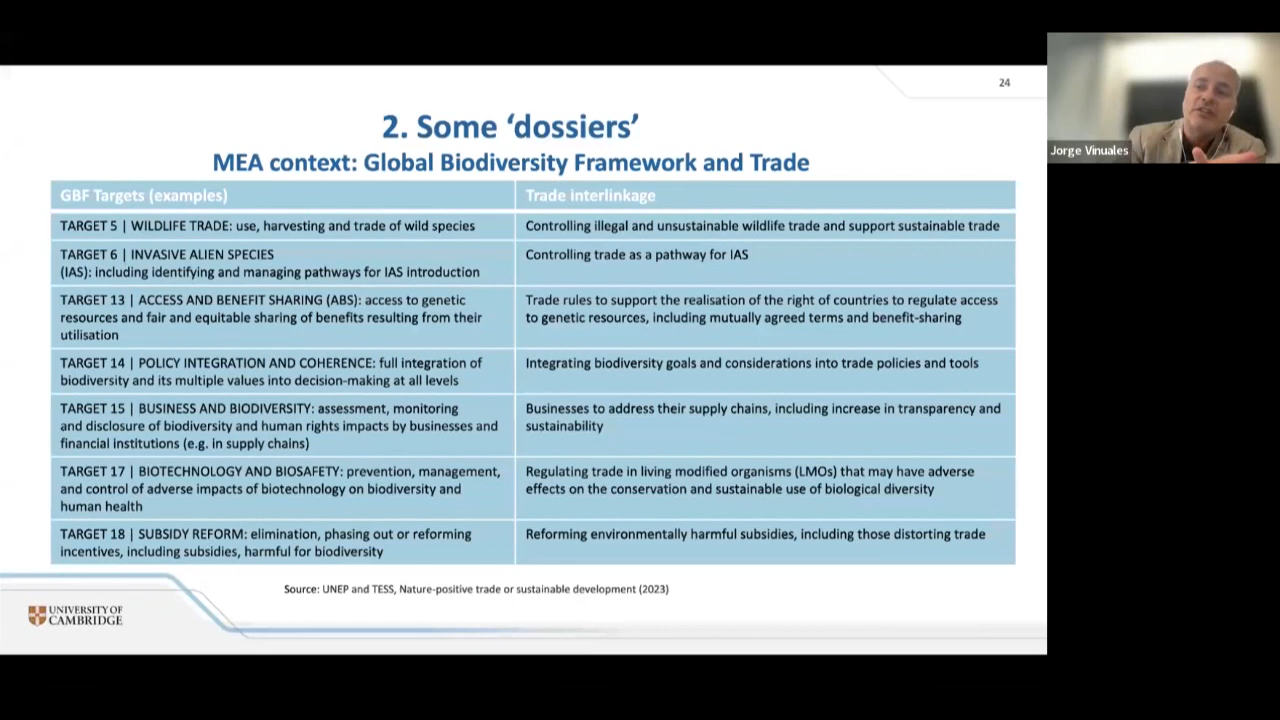 24
2. Some ‘dossiers’
MEA context: Global Biodiversity Framework and Trade
GBF Targets (examples)
Trade interlinkage
TARGET 5 | WILDLIFE TRADE: use, harvesting and trade of wild species
Controlling illegal and unsustainable wildlife trade and support sustainable trade
TARGET 6 | INVASIVE ALIEN SPECIES
(IAS): including identifying and managing pathways for IAS introduction
Controlling trade as a pathway for IAS
TARGET 13 | ACCESS AND BENEFIT SHARING (ABS): access to genetic
resources and fair and equitable sharing of benefits resulting from their
utilisation
Trade rules to support the realisation of the right of countries to regulate access
to genetic resources, including mutually agreed terms and benefit-sharing
TARGET 14 | POLICY INTEGRATION AND COHERENCE: full integration of
biodiversity and its multiple values into decision-making at all levels
Integrating biodiversity goals and considerations into trade policies and tools
TARGET 15 | BUSINESS AND BIODIVERSITY: assessment, monitoring
and disclosure of biodiversity and human rights impacts by businesses and
financial institutions (e.g. in supply chains)
Businesses to address their supply chains, including increase in transparency and
sustainability
TARGET 17 | BIOTECHNOLOGY AND BIOSAFETY: prevention, management,
and control of adverse impacts of biotechnology on biodiversity and
human health
Regulating trade in living modified organisms (LMOs) that may have adverse
effects on the conservation and sustainable use of biological diversity
TARGET 18 | SUBSIDY REFORM: elimination, phasing out or reforming
incentives, including subsidies, harmful for biodiversity
Reforming environmentally harmful subsidies, including those distorting trade
Source: UNEP and TESS, Nature-positive trade or sustainable development (2023)
UNIVERSITY OF
CAMBRIDGE
Jorge Vinuales